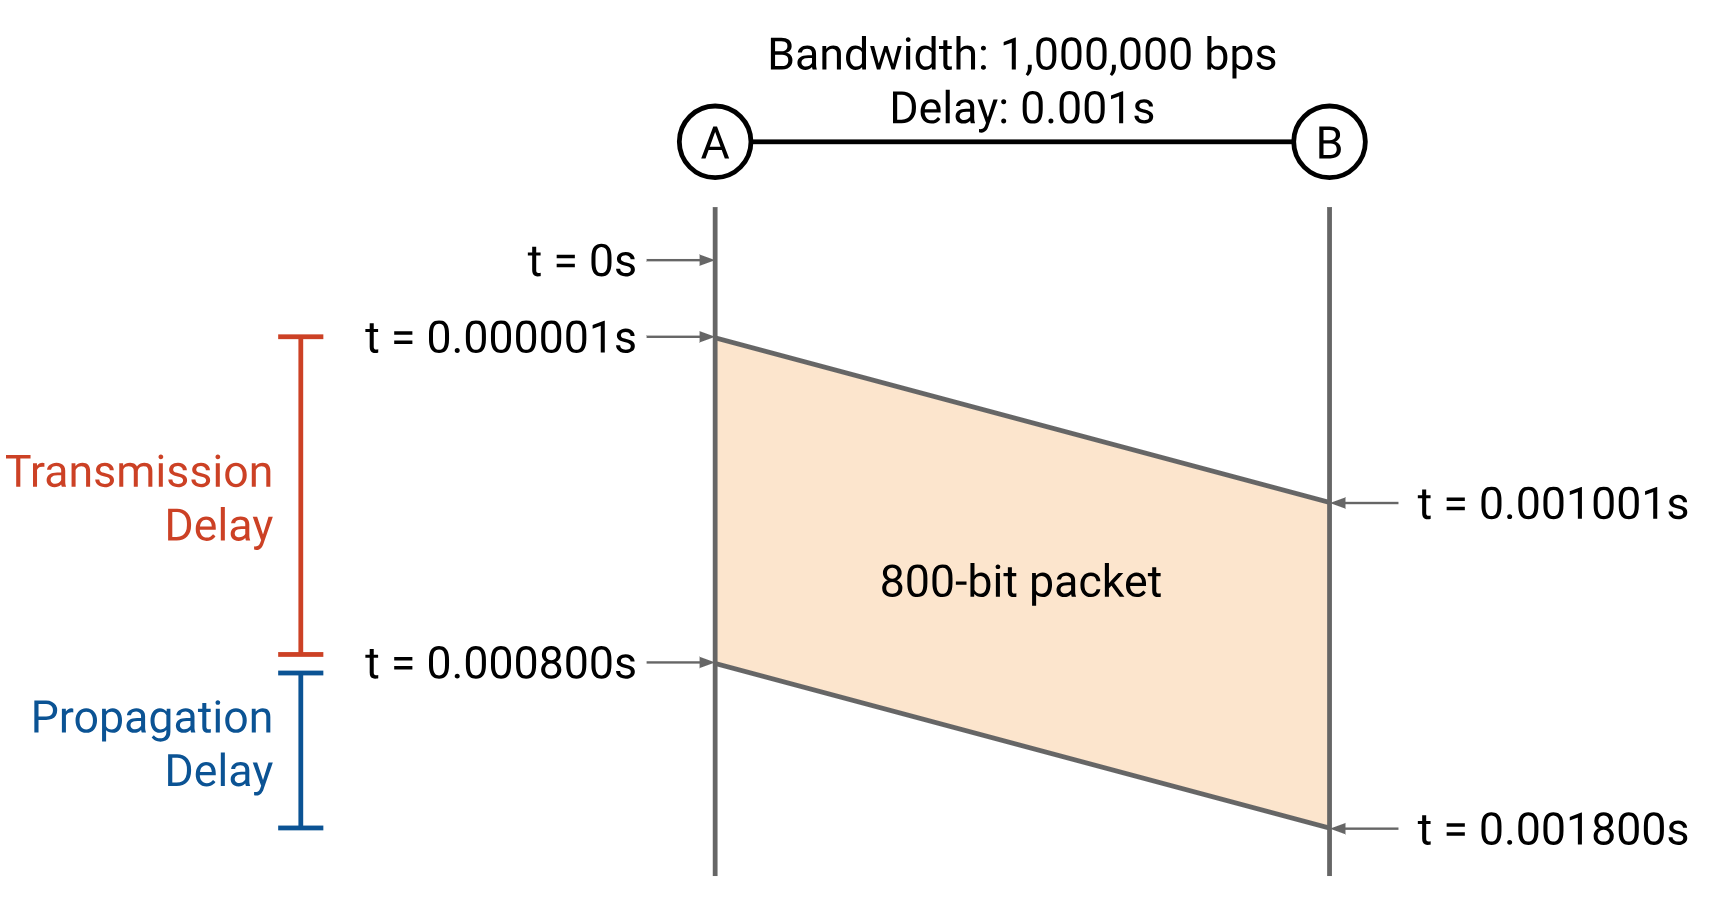 Bandwidth: 1,000,000 bps
Delay: 0.001s
A
B
t = 0s
t = 0.000001s
Transmission
Delay
t = 0.001001s
800-bit packet
t = 0.000800s
Propagation
Delay
t = 0.001800s